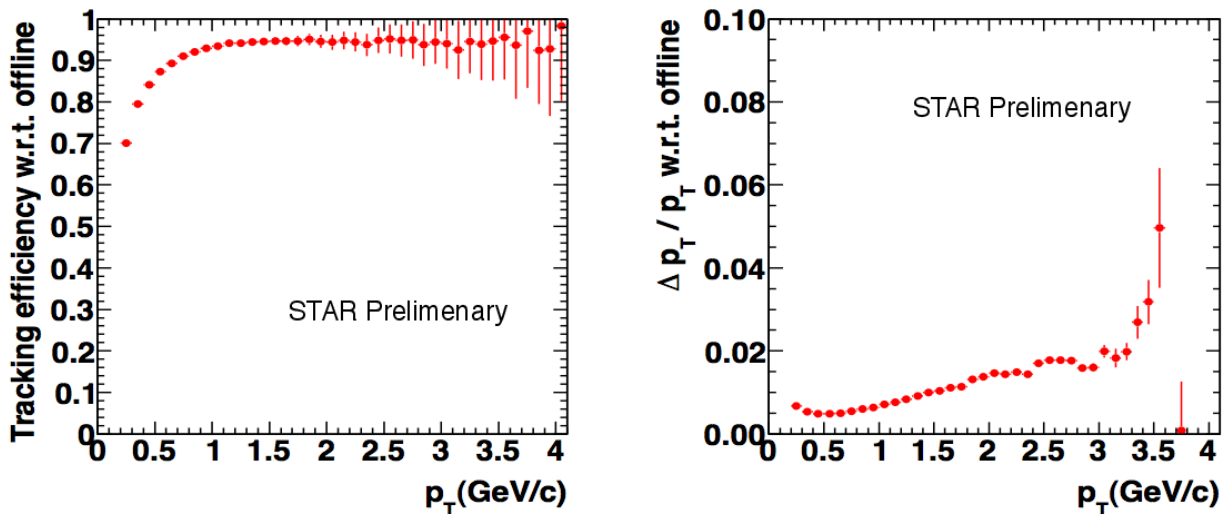 Tracking efficiency w.r.t. offline
1
0.9
0.8
0.7
0.6
0.5
0.4
0.3
0.2
0.1
0
STAR Prelimenary
0 0.5 1 1.5 2 2.5 3 3.5 4
p_T(GeV/c)
Δ p_T / p_T w.r.t. offline
0.10
0.08
0.06
0.04
0.02
0.00
STAR Prelimenary
0 0.5 1 1.5 2 2.5 3 3.5 4
p_T(GeV/c)